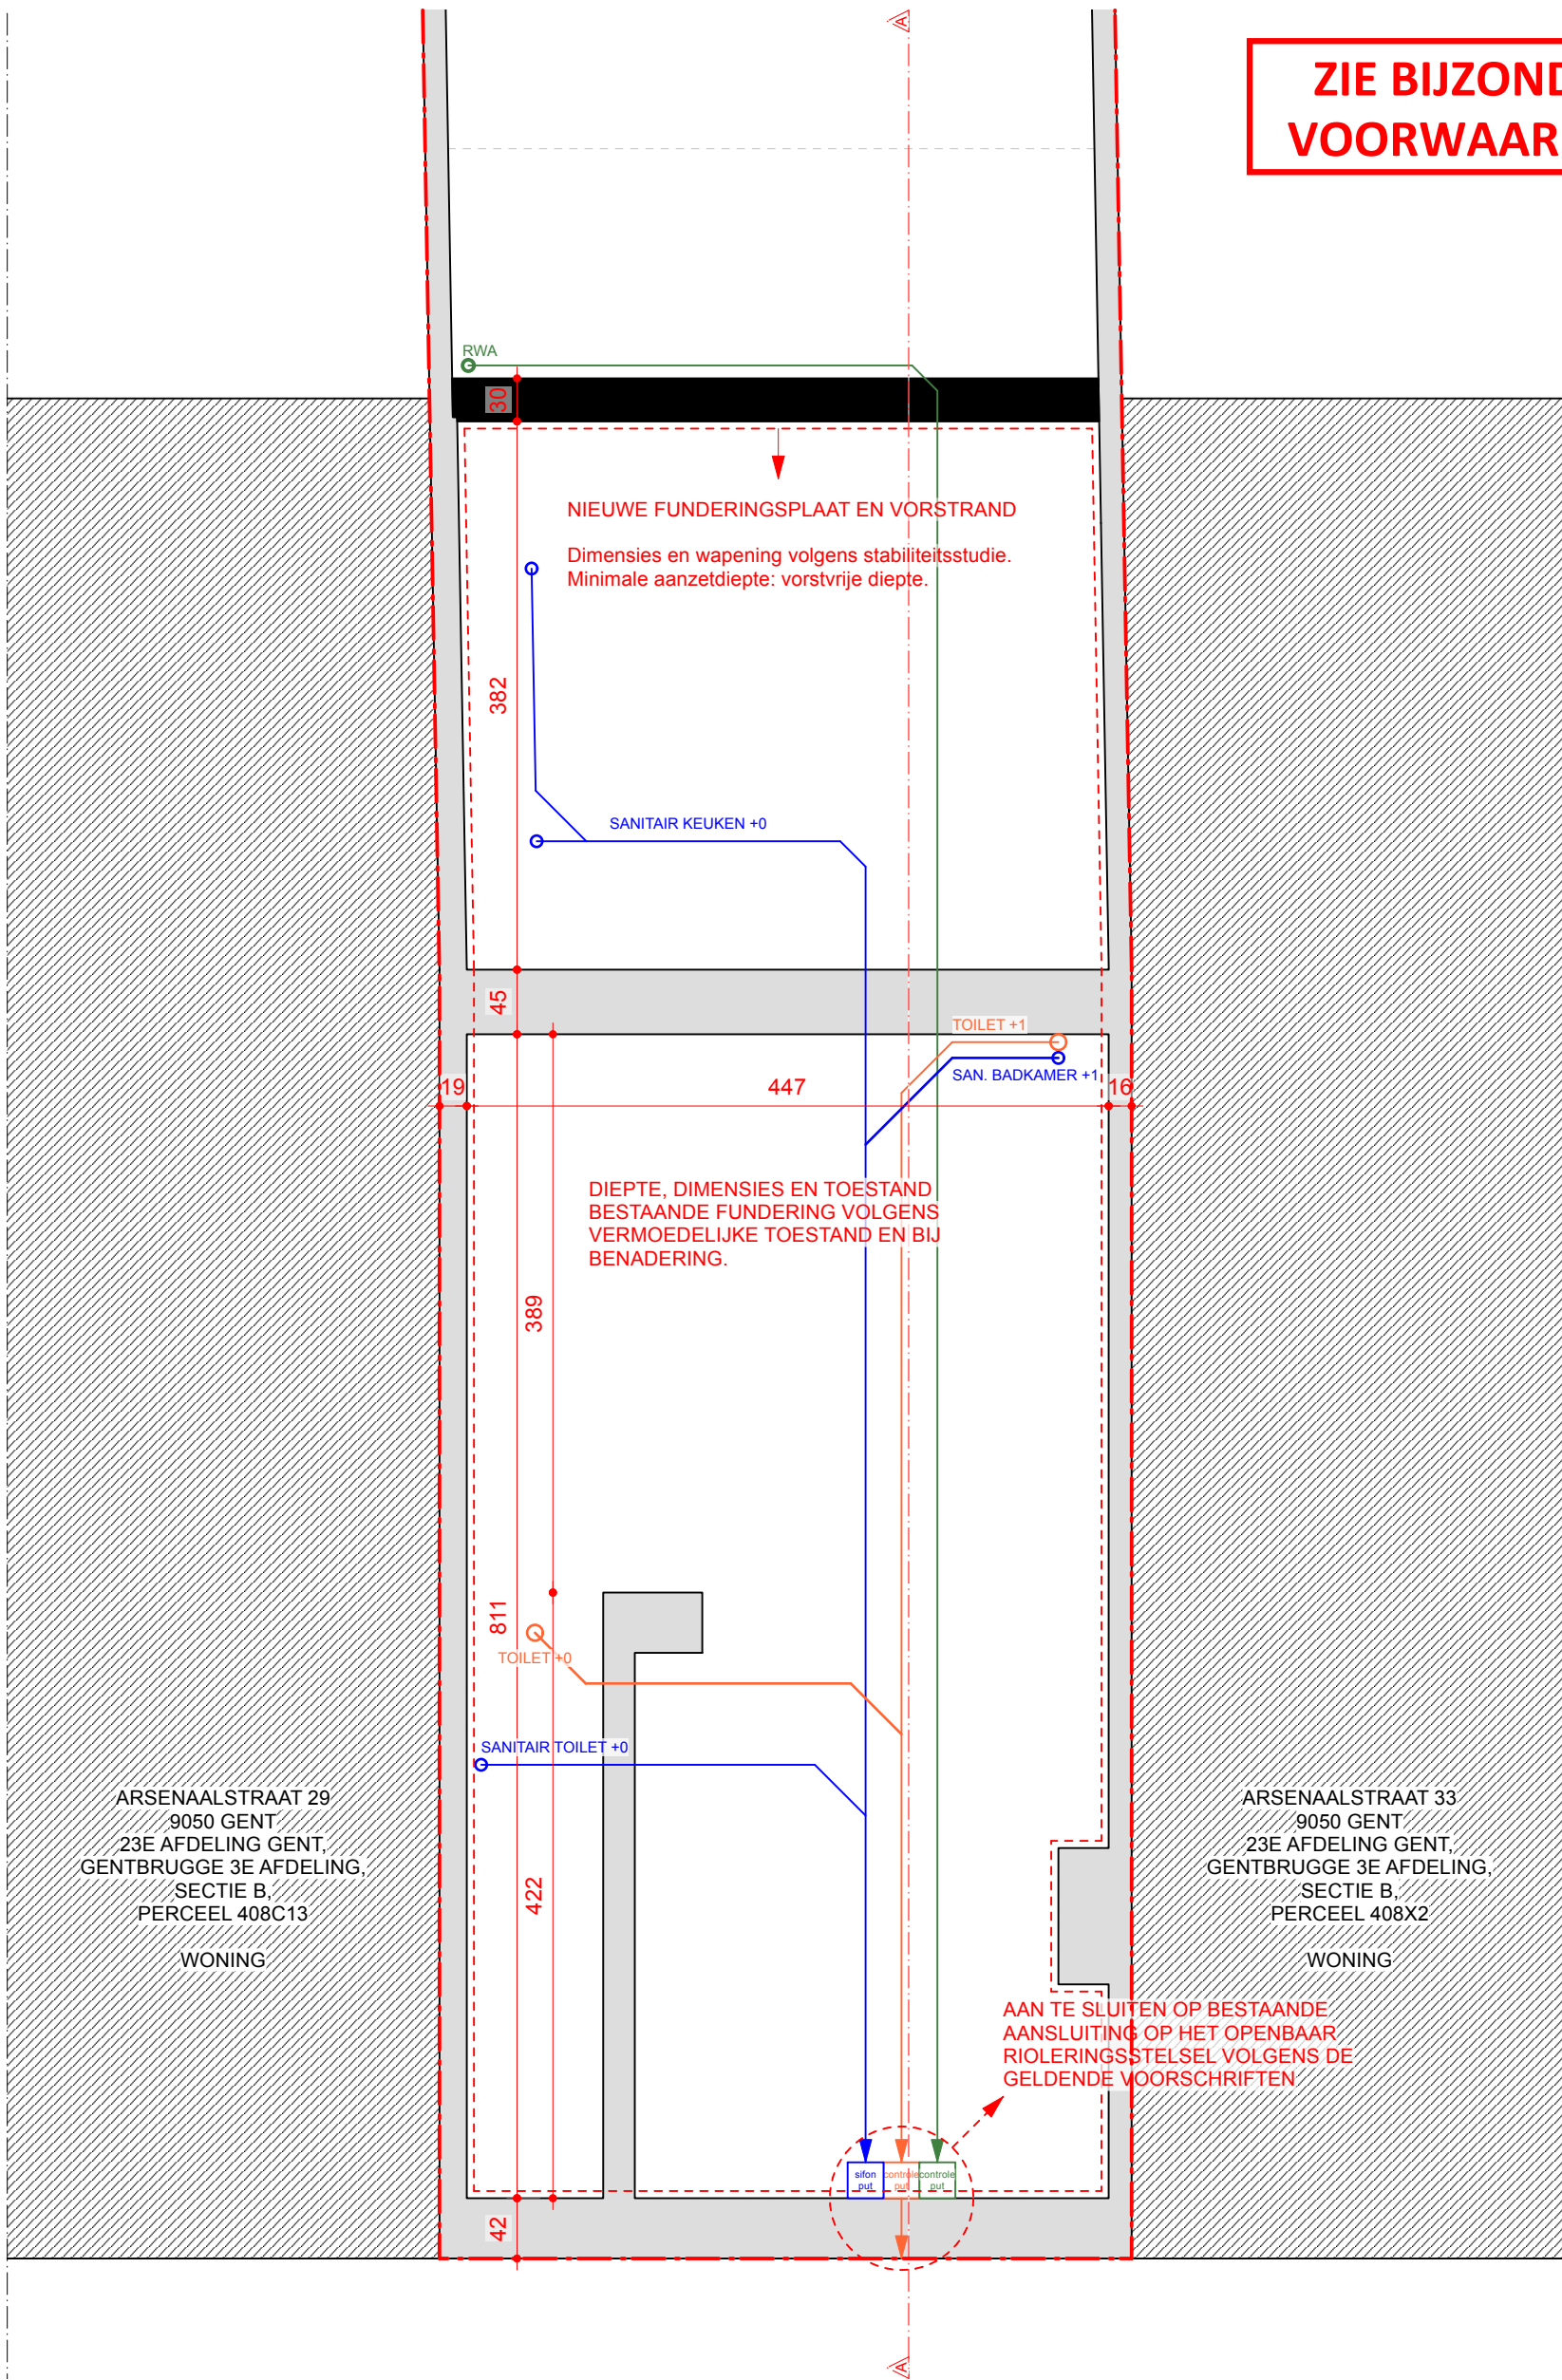 A
ZIE BIJZOND
VOORWAAR
RWA
30
NIEUWE FUNDERINGSPLAAT EN VORSTRAND
Dimensies en wapening volgens stabiliteitsstudie.
Minimale aanzetdiepte: vorstvrije diepte.
382
SANITAIR KEUKEN +0
45
TOILET +1
SAN. BADKAMER +1
19
447
16
DIEPTE, DIMENSIES EN TOESTAND
BESTAANDE FUNDERING VOLGENS
VERMOEDELIJKE TOESTAND EN BIJ
BENADERING.
389
811
TOILET +0
SANITAIR TOILET +0
ARSENAALSTRAAT 29
9050 GENT
23E AFDELING GENT,
GENTBRUGGE 3E AFDELING,
SECTIE B,
PERCEEL 408C13
WONING
422
ARSENAALSTRAAT 33
9050 GENT
23E AFDELING GENT,
GENTBRUGGE 3E AFDELING,
SECTIE B,
PERCEEL 408X2
WONING
AAN TE SLUITEN OP BESTAANDE
AANSLUITING OP HET OPENBAAR
RIOLERINGSSTELSEL VOLGENS DE
GELDENDE VOORSCHRIFTEN
sifon
put
controle
put
controle
put
42
A